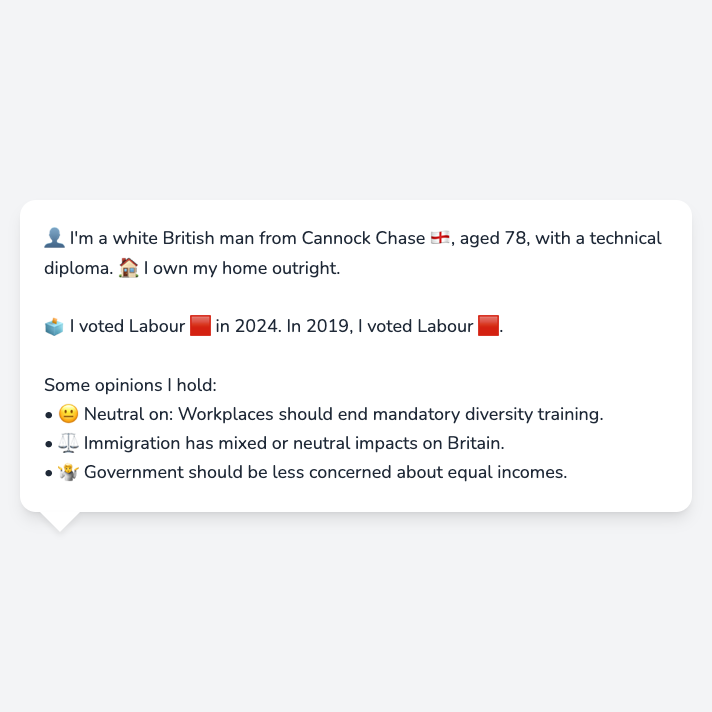 👤 I'm a white British man from Cannock Chase 🏴󠁧󠁢󠁥󠁮󠁧󠁿, aged 78, with a technical
diploma. 🏠 I own my home outright.
🗳️ I voted Labour 🟥 in 2024. In 2019, I voted Labour 🟥.
Some opinions I hold:
• 😐 Neutral on: Workplaces should end mandatory diversity training.
• ⚖️ Immigration has mixed or neutral impacts on Britain.
• 🤷 Government should be less concerned about equal incomes.